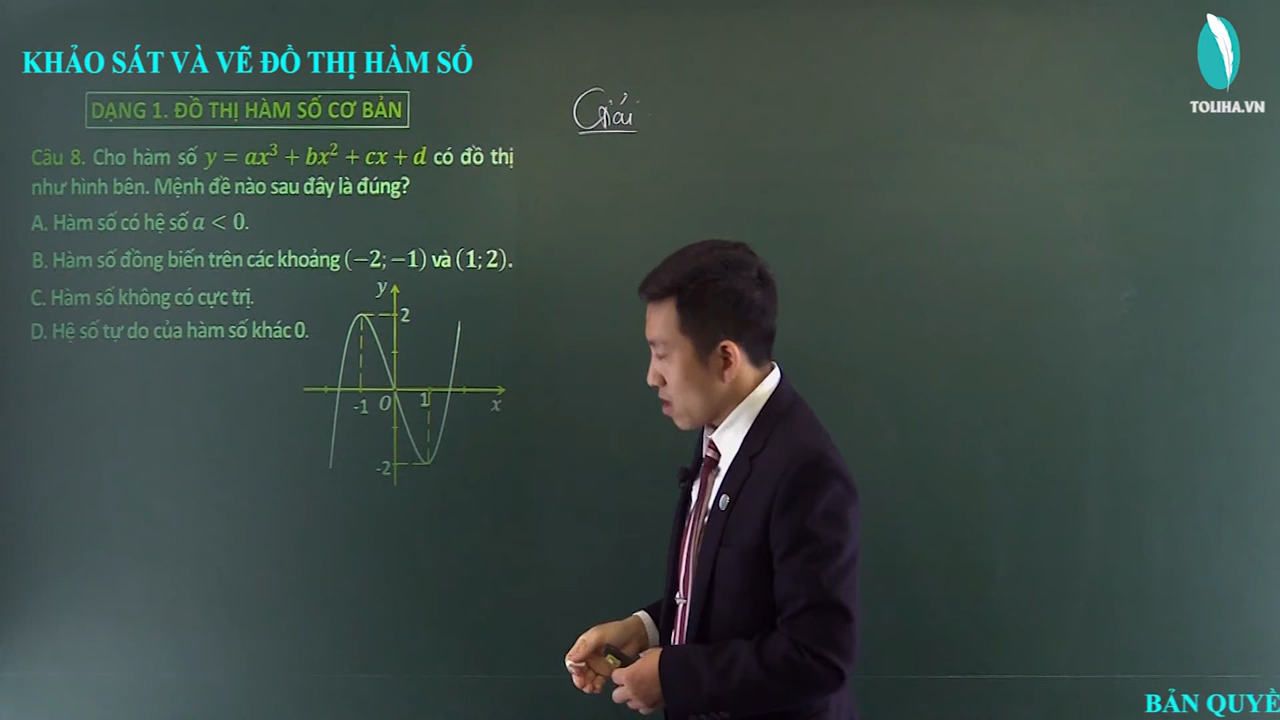 KHẢO SÁT VÀ VẼ ĐỒ THỊ HÀM SỐ
TOLIHA.VN
DẠNG 1. ĐỒ THỊ HÀM SỐ CƠ BẢN
Giải
Câu 8. Cho hàm số y = ax³ + bx² + cx + d có đồ thị
như hình bên. Mệnh đề nào sau đây là đúng?
A. Hàm số có hệ số a < 0.
B. Hàm số đồng biến trên các khoảng (−2; −1) và (1; 2).
C. Hàm số không có cực trị.
D. Hệ số tự do của hàm số khác 0.
y
2
-1
O
1
x
-2
BẢN QUYỀ